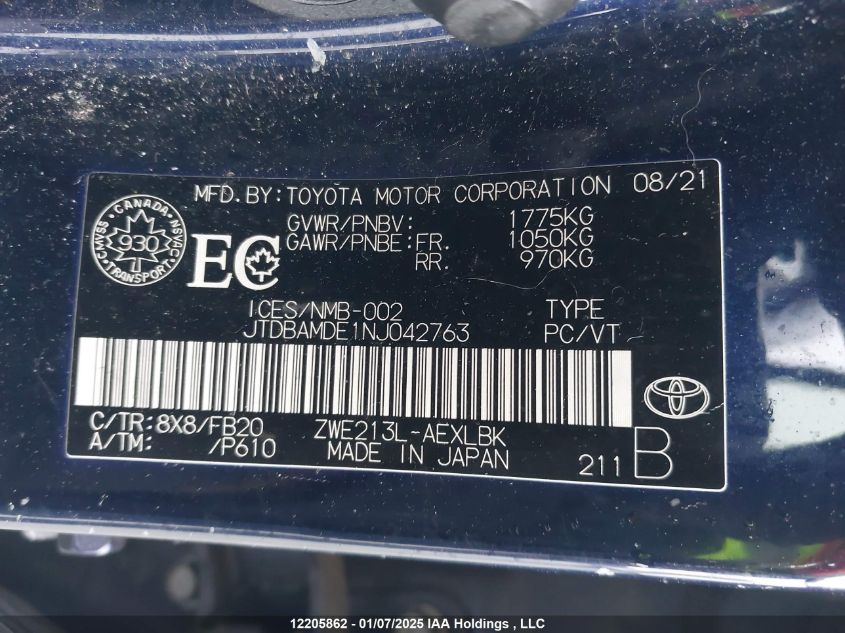 MFD.BY:TOYOTA MOTOR CORPORATION 08/21
GVWR/PNBV: 1775KG
GAWR/PNBE:FR. 1050KG
RR. 970KG
CANADA
CMVSS 930 NSVAC
TRANSPORT
EC
ICES/NMB-002 TYPE
JTDBAMDE1NJ042763 PC/VT
C/TR:8X8/FB20 ZWE213L-AEXLBK
A/TM: /P610 MADE IN JAPAN 211 B
12205862 - 01/07/2025 IAA Holdings , LLC